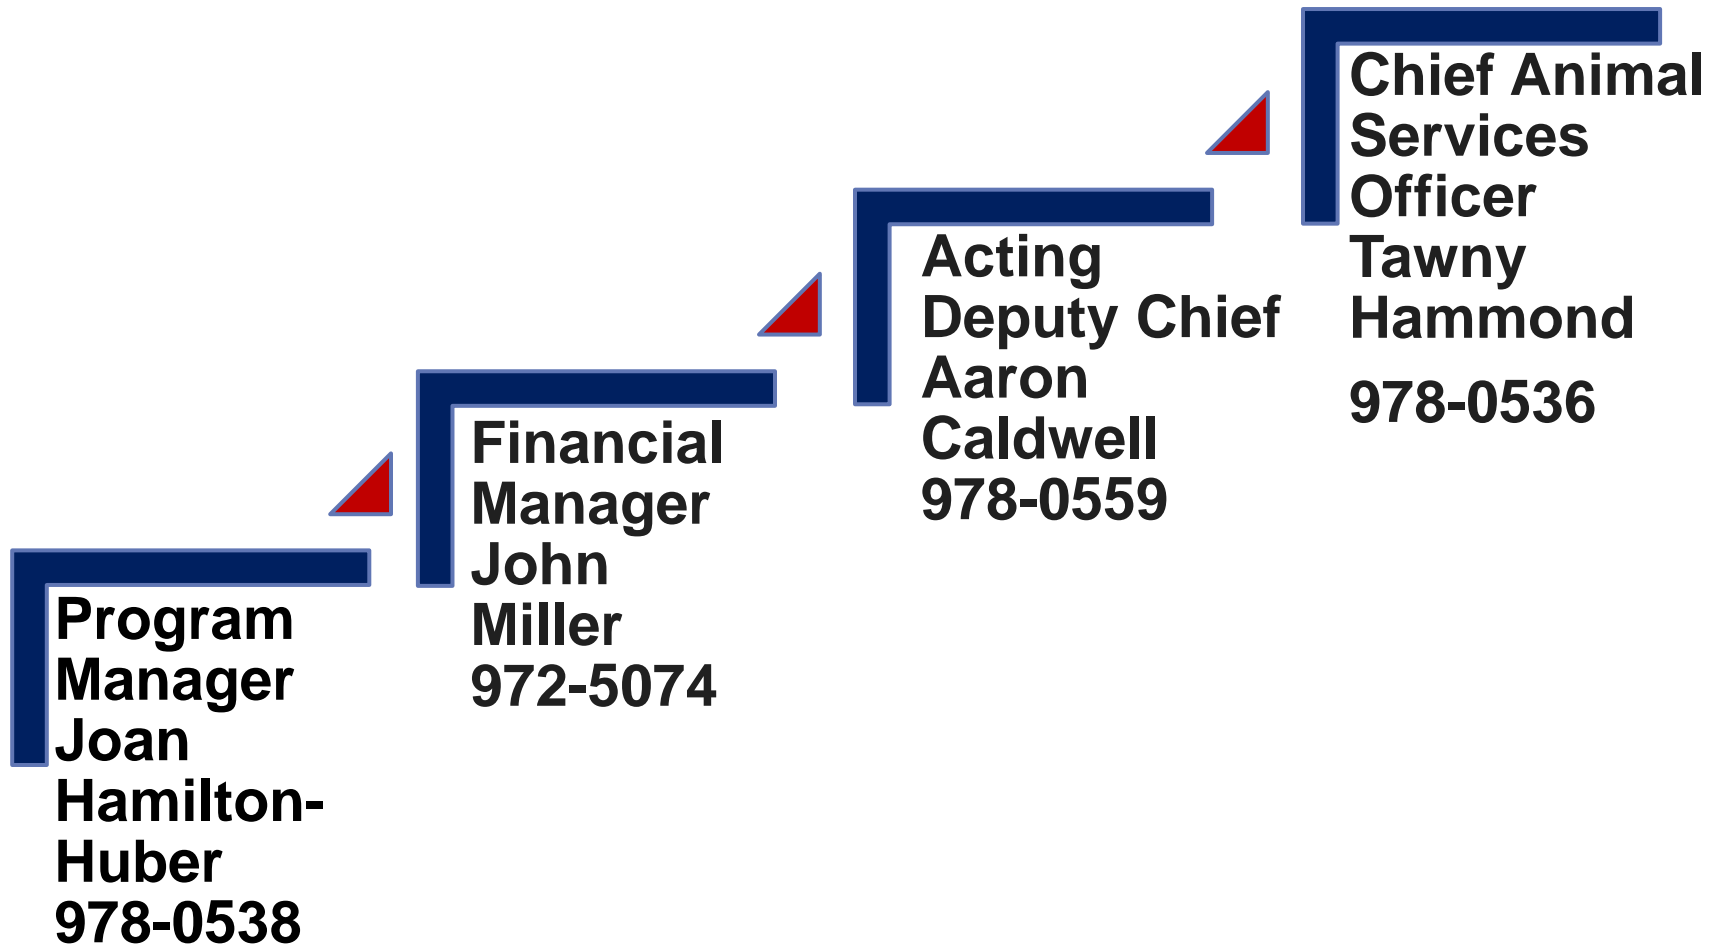 Chief Animal
Services
Officer
Tawny
Hammond
978-0536
Acting
Deputy Chief
Aaron
Caldwell
978-0559
Financial
Manager
John
Miller
972-5074
Program
Manager
Joan
Hamilton-
Huber
978-0538